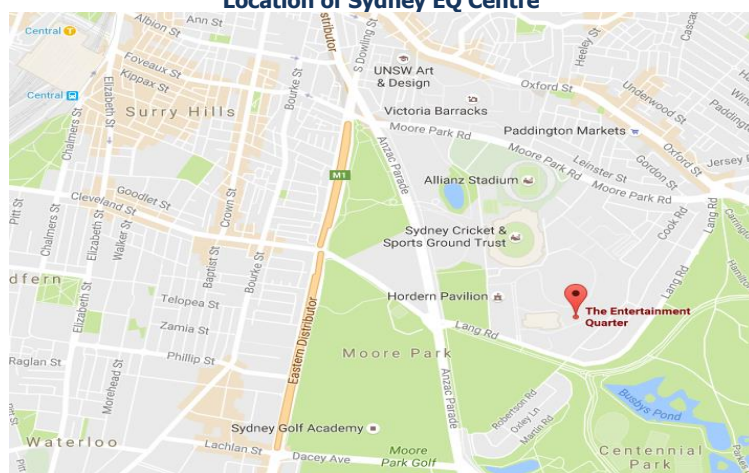 Location of Sydney EQ Centre
Central
Albion St
Ann St
stributor
S Dowling St
Heeley St
Foveaux St
Kippax St
Bourke St
UNSW Art
& Design
Oxford St
Underwood St
Central
Elizabeth St
Surry Hills
Victoria Barracks
Paddington
Chalmers St
Moore Park Rd
Paddington Markets
Oxford St
M1
Anzac Parade
Leinster St
Gordon St
Jersey
Allianz Stadium
Moore Park Rd
Goodlet St
Cleveland St
Pitt St
Chalmers St
Elizabeth St
Walker St
Crown St
Baptist St
Bourke St
Sydney Cricket &
Sports Ground Trust
Cook Rd
Lang Rd
dfern
Hordern Pavilion
Lang Rd
The Entertainment
Quarter
Telopea St
Eastern Distributor
Lang Rd
Zamia St
Elizabeth St
Raglan St
Phillip St
Moore Park
Morehead St
Anzac Parade
Robertson Rd
Oxley Ln
Martin Rd
Busby's Pond
Sydney Golf Academy
Waterloo
Lachlan St
Dacey Ave
Moore
Park Golf
Centennial
Park